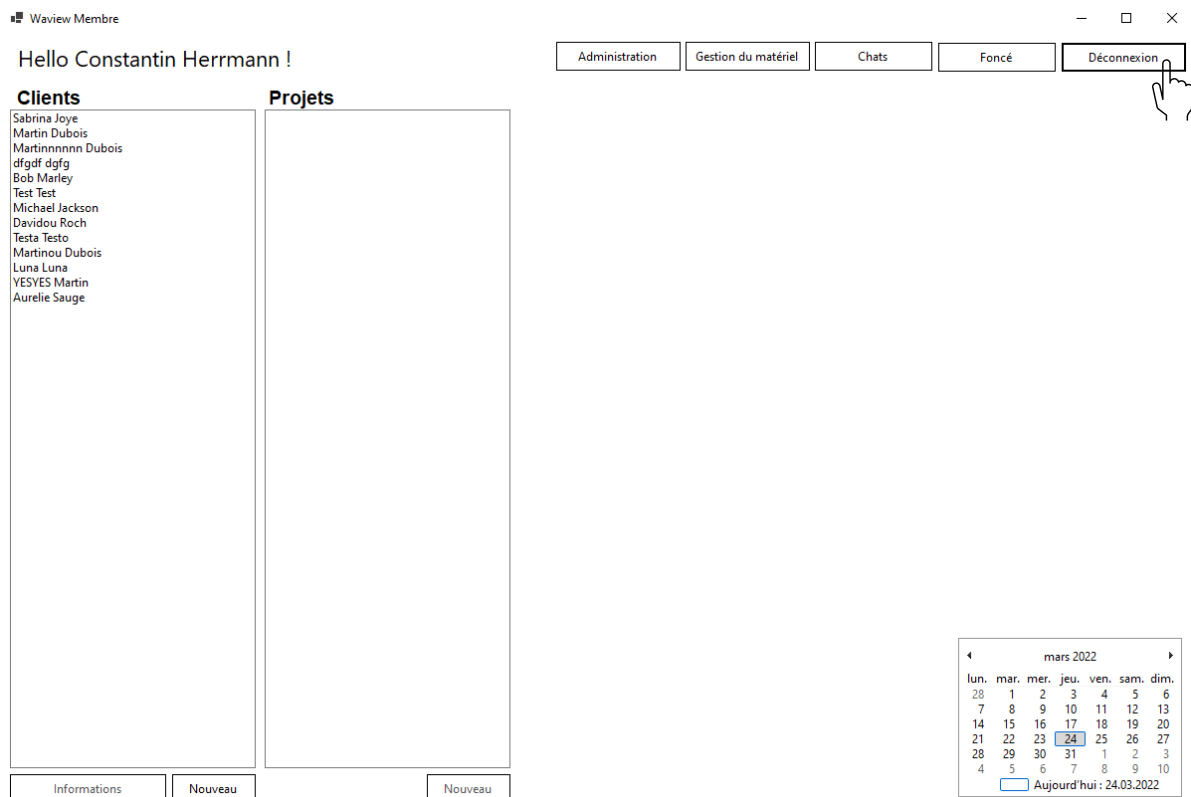 Waview Membre
Hello Constantin Herrmann !
Administration
Gestion du matériel
Chats
Foncé
Déconnexion
Clients
Projets
Sabrina Joye
Martin Dubois
Martinnnnnn Dubois
dfgdf dgfg
Bob Marley
Test Test
Michael Jackson
Davidou Roch
Testa Testo
Martinou Dubois
Luna Luna
YESYES Martin
Aurelie Sauge
mars 2022
lun. mar. mer. jeu. ven. sam. dim.
28 1 2 3 4 5 6
7 8 9 10 11 12 13
14 15 16 17 18 19 20
21 22 23 24 25 26 27
28 29 30 31 1 2 3
4 5 6 7 8 9 10
Aujourd'hui : 24.03.2022
Informations
Nouveau
Nouveau